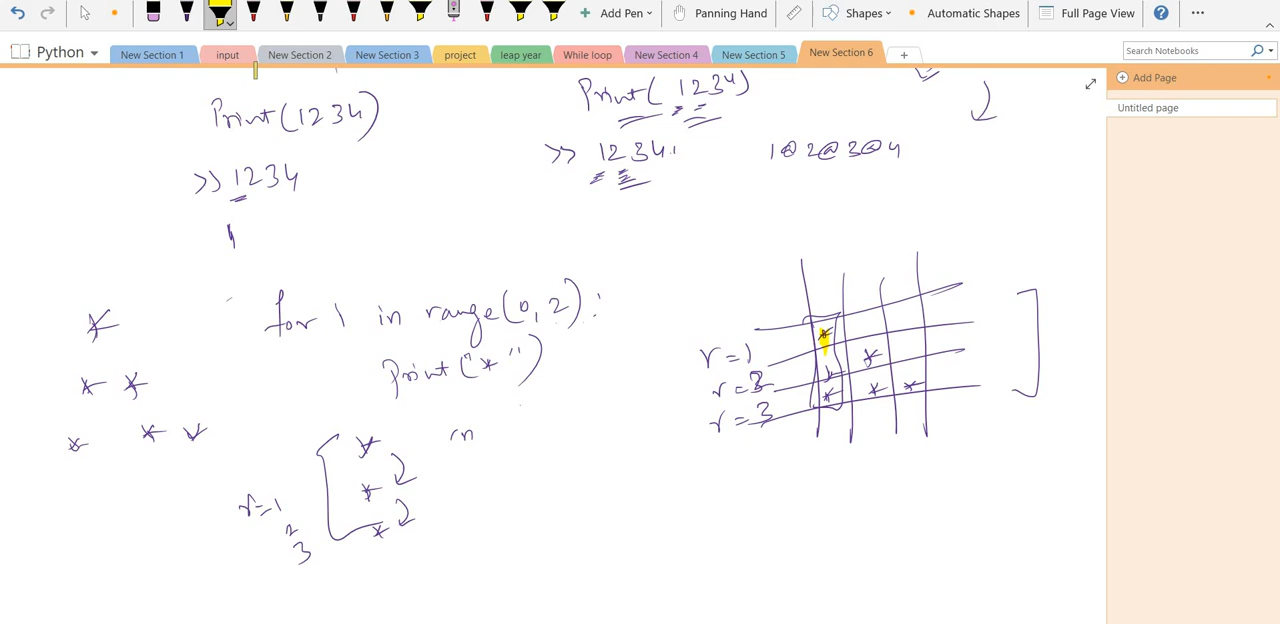 + Add Pen
Panning Hand
Shapes
Automatic Shapes
Full Page View
Python
New Section 1
input
New Section 2
New Section 3
project
leap year
While loop
New Section 4
New Section 5
New Section 6
+
Search Notebooks
Add Page
Untitled page
Print(1234)
>> 1234
Print(1234)
>> 1234
1@2@3@4
*
* *
* * *
for i in range(0, 2):
Print("*")
r=1
2
3
*
*
*
(n
r=1
r=2
r=3
*
* *
* * *